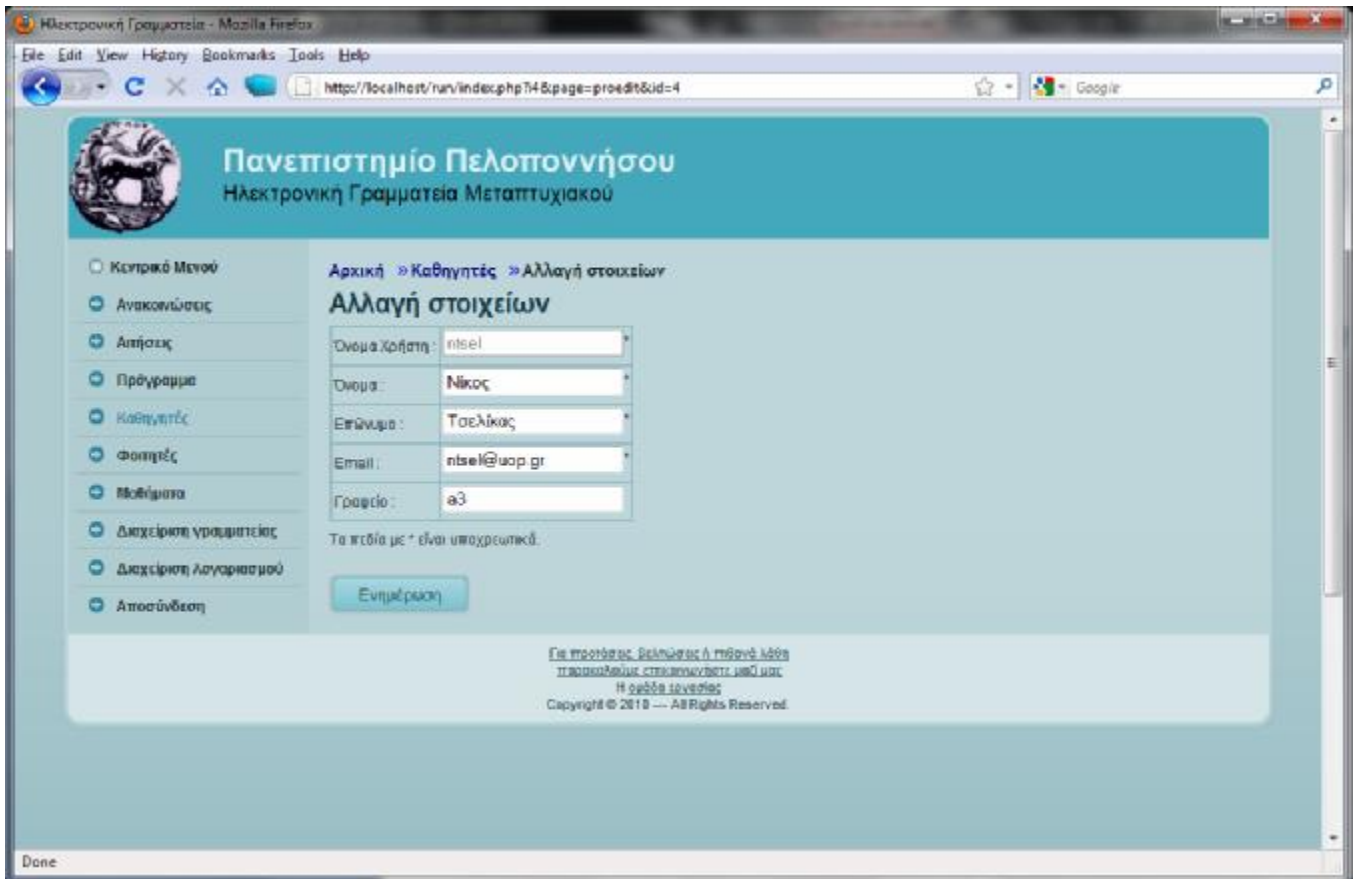 Ηλεκτρονική Γραμματεία - Mozilla Firefox
File Edit View History Bookmarks Tools Help
http://localhost/run/index.php?i4&page=proedit&id=4
Google
Πανεπιστημίο Πελοποννήσου
Ηλεκτρονική Γραμματεία Μεταπτυχιακού
Κεντρικό Μενού
Ανακοινώσεις
Αιτήσεις
Πρόγραμμα
Καθηγητές
Φοιτητές
Μαθήματα
Διαχείριση γραμματείας
Διαχείριση Λογαριασμού
Αποσύνδεση
Αρχική » Καθηγητές » Αλλαγή στοιχείων
Αλλαγή στοιχείων
Όνομα Χρήστη : ntsel *
Όνομα : Νίκος *
Επώνυμο : Τσελίκας *
Email : ntsel@uop.gr *
Γραφείο : a3
Τα πεδία με * είναι υποχρεωτικά.
Ενημέρωση
Για προτάσεις, βελτιώσεις ή πιθανά λάθη
παρακαλούμε επικοινωνήστε μαζί μας
Η ομάδα εργασίας
Copyright © 2010 --- All Rights Reserved.
Done